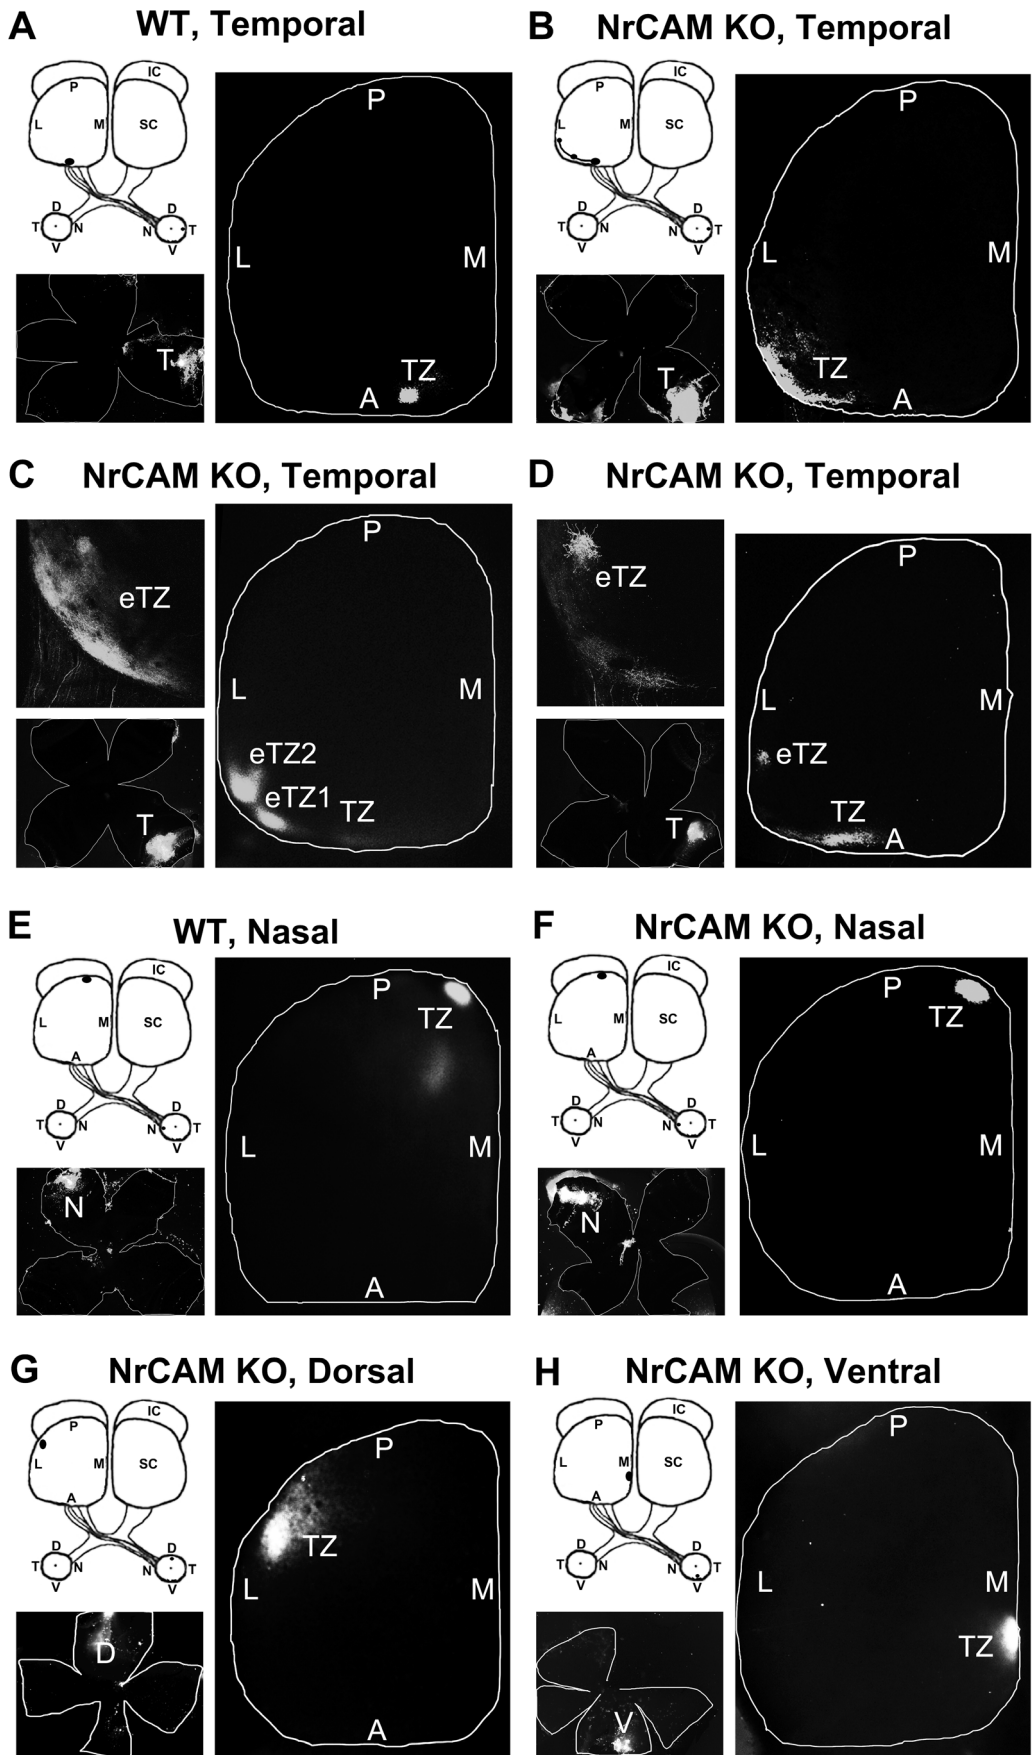 A
WT, Temporal
IC
P
L
M
SC
D
D
T
N
N
T
V
V
T
P
L
M
TZ
A
B
NrCAM KO, Temporal
IC
P
L
M
SC
D
D
T
N
N
T
V
V
T
P
L
M
TZ
A
C
NrCAM KO, Temporal
eTZ
T
P
L
M
eTZ2
eTZ1
TZ
D
NrCAM KO, Temporal
eTZ
T
P
L
M
eTZ
TZ
A
E
WT, Nasal
IC
L
M
SC
A
D
D
T
N
N
T
V
V
N
P
TZ
L
M
A
F
NrCAM KO, Nasal
IC
L
M
SC
A
D
D
T
N
N
T
V
V
N
P
TZ
L
M
A
G
NrCAM KO, Dorsal
IC
P
L
M
SC
A
D
D
T
N
N
T
V
V
D
P
TZ
L
M
A
H
NrCAM KO, Ventral
IC
P
L
M
SC
A
D
D
T
N
N
T
V
V
V
P
L
M
TZ